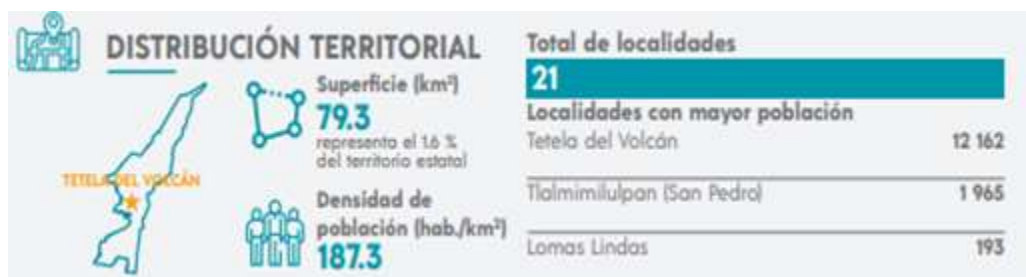 DISTRIBUCIÓN TERRITORIAL
TETELA DEL VOLCÁN
Superficie (km²)
79.3
representa el 1.6 %
del territorio estatal
Densidad de
población (hab./km²)
187.3
Total de localidades
21
Localidades con mayor población
Tetela del Volcán 12 162
Tlalmimilulpan (San Pedro) 1 965
Lomas Lindas 193